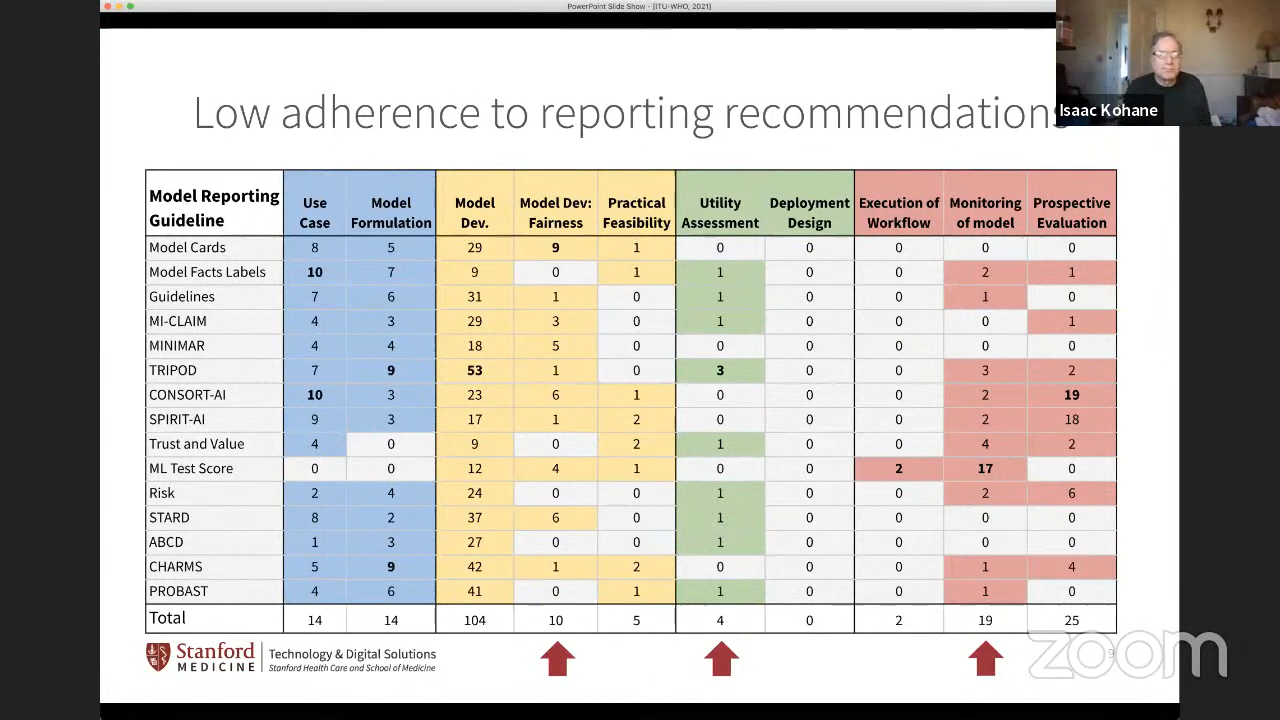 PowerPoint Slide Show - [ITU-WHO, 2021]
Isaac Kohane
Low adherence to reporting recommendations
Model Reporting Guideline | Use Case | Model Formulation | Model Dev. | Model Dev: Fairness | Practical Feasibility | Utility Assessment | Deployment Design | Execution of Workflow | Monitoring of model | Prospective Evaluation
Model Cards 8 5 29 9 1 0 0 0 0 0
Model Facts Labels 10 7 9 0 1 1 0 0 2 1
Guidelines 7 6 31 1 0 1 0 0 1 0
MI-CLAIM 4 3 29 3 0 1 0 0 0 1
MINIMAR 4 4 18 5 0 0 0 0 0 0
TRIPOD 7 9 53 1 0 3 0 0 3 2
CONSORT-AI 10 3 23 6 1 0 0 0 2 19
SPIRIT-AI 9 3 17 1 2 0 0 0 2 18
Trust and Value 4 0 9 0 2 1 0 0 4 2
ML Test Score 0 0 12 4 1 0 0 2 17 0
Risk 2 4 24 0 0 1 0 0 2 6
STARD 8 2 37 6 0 1 0 0 0 0
ABCD 1 3 27 0 0 1 0 0 0 0
CHARMS 5 9 42 1 2 0 0 0 1 4
PROBAST 4 6 41 0 1 1 0 0 1 0
Total 14 14 104 10 5 4 0 2 19 25
Stanford MEDICINE
Technology & Digital Solutions
Stanford Health Care and School of Medicine
9
zoom